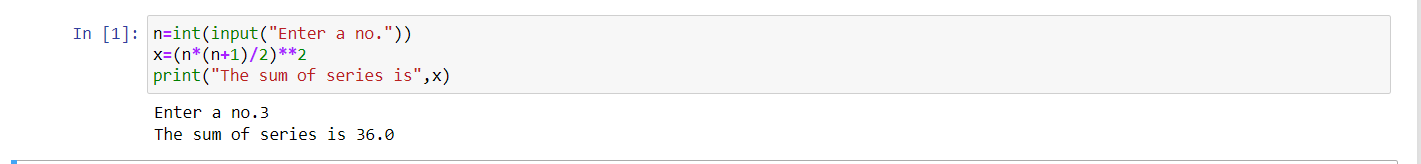 In [1]: n=int(input("Enter a no."))
x=(n*(n+1)/2)**2
print("The sum of series is",x)
Enter a no.3
The sum of series is 36.0